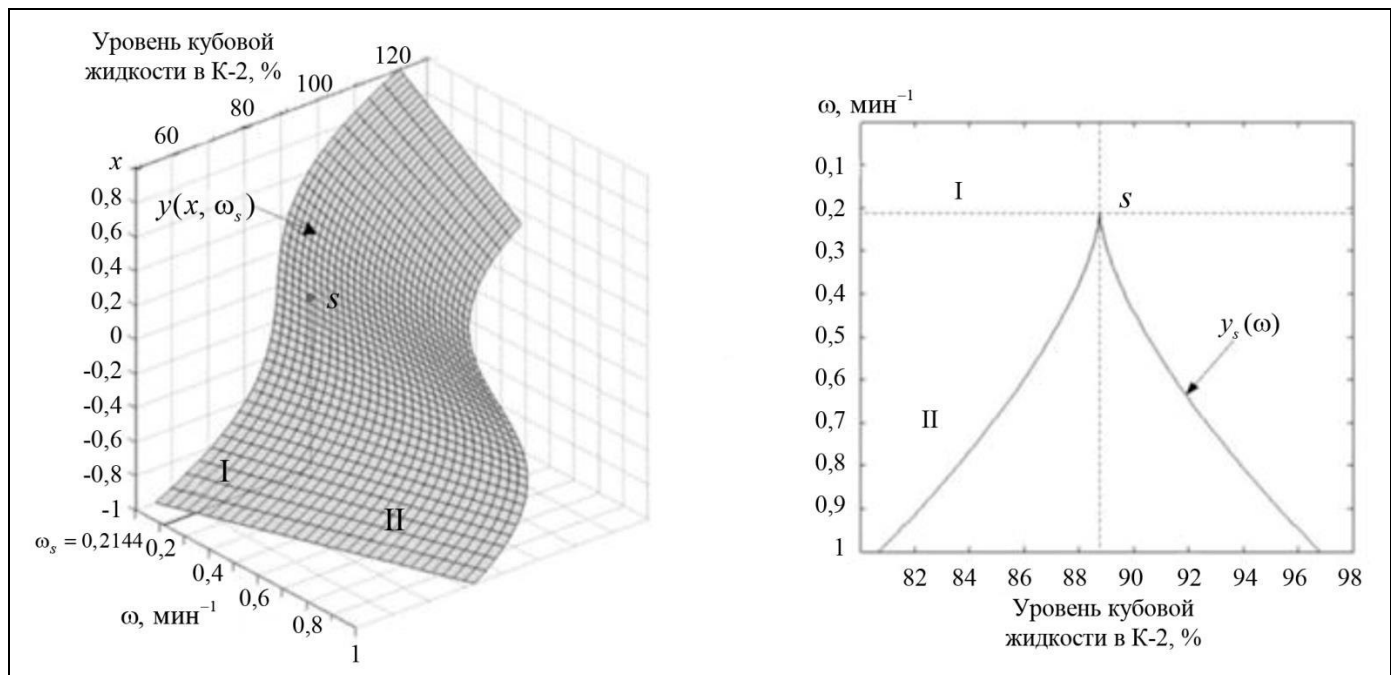 Уровень кубовой
жидкости в К-2, %
60
80
100
120
x
0,8
0,6
0,4
0,2
0
-0,2
-0,4
-0,6
-0,8
-1
y(x, ωs)
s
I
II
ωs = 0,2144
0,2
0,4
0,6
0,8
1
ω, мин−1
ω, мин−1
0,1
0,2
0,3
0,4
0,5
0,6
0,7
0,8
0,9
1
I
s
ys(ω)
II
82 84 86 88 90 92 94 96 98
Уровень кубовой
жидкости в К-2, %